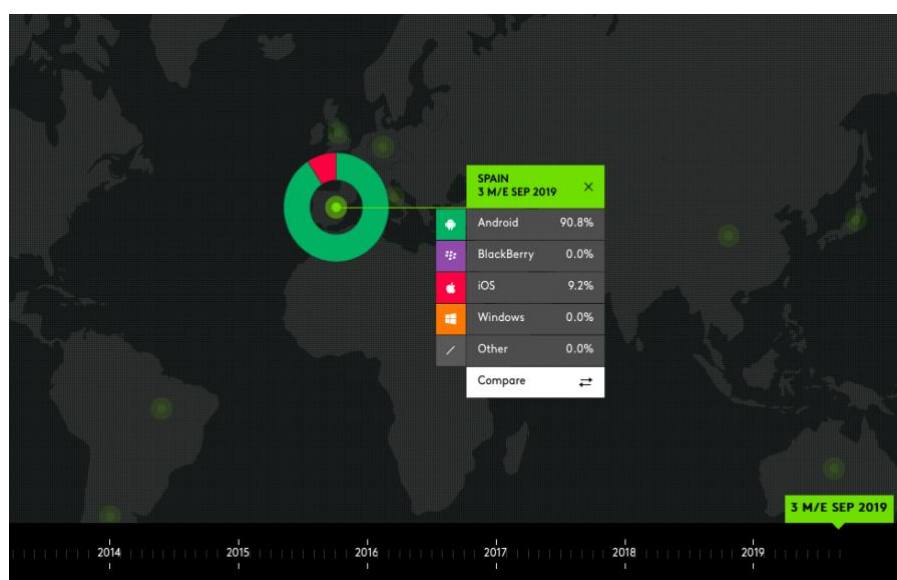 SPAIN
3 M/E SEP 2019
Android 90.8%
BlackBerry 0.0%
iOS 9.2%
Windows 0.0%
Other 0.0%
Compare
3 M/E SEP 2019
2014 2015 2016 2017 2018 2019